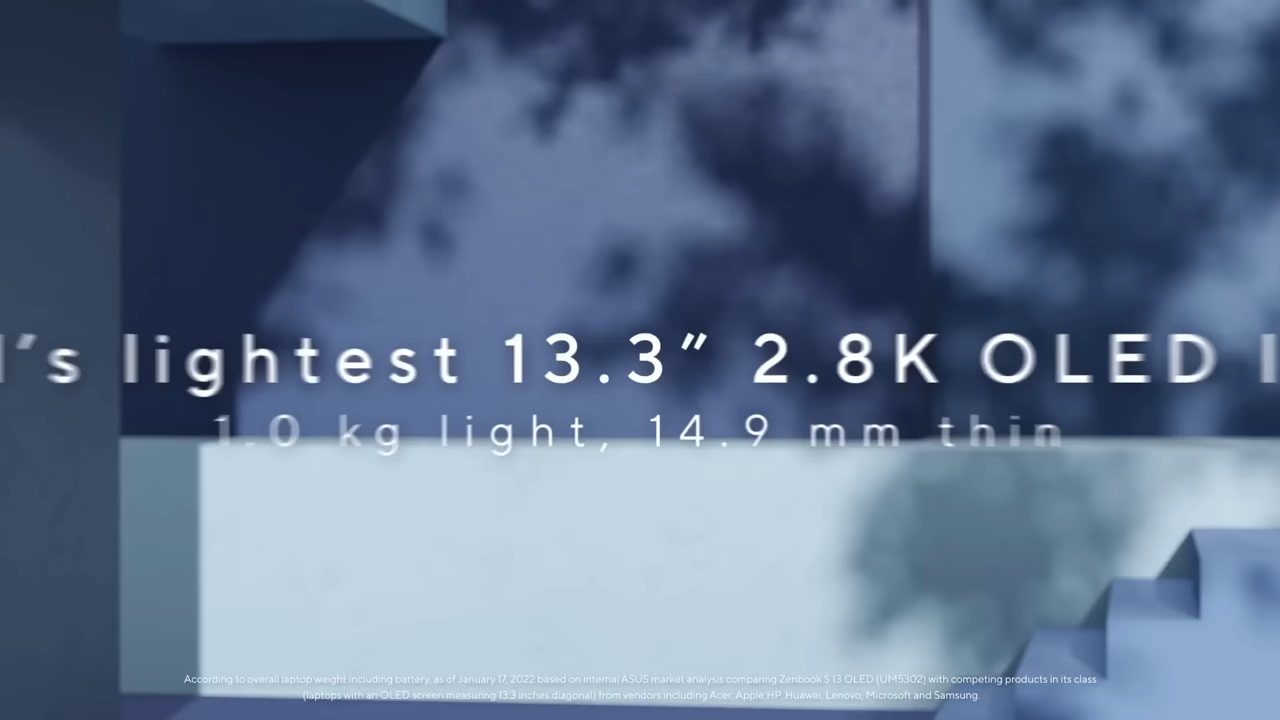 's lightest 13.3" 2.8K OLED
1.0 kg light, 14.9 mm thin
According to overall laptop weight including battery, as of January 17, 2022 based on internal ASUS market analysis comparing Zenbook S 13 OLED (UM5302) with competing products in its class
(laptops with an OLED screen measuring 13.3 inches diagonal) from vendors including Acer, Apple,HP, Huawei, Lenovo, Microsoft and Samsung.